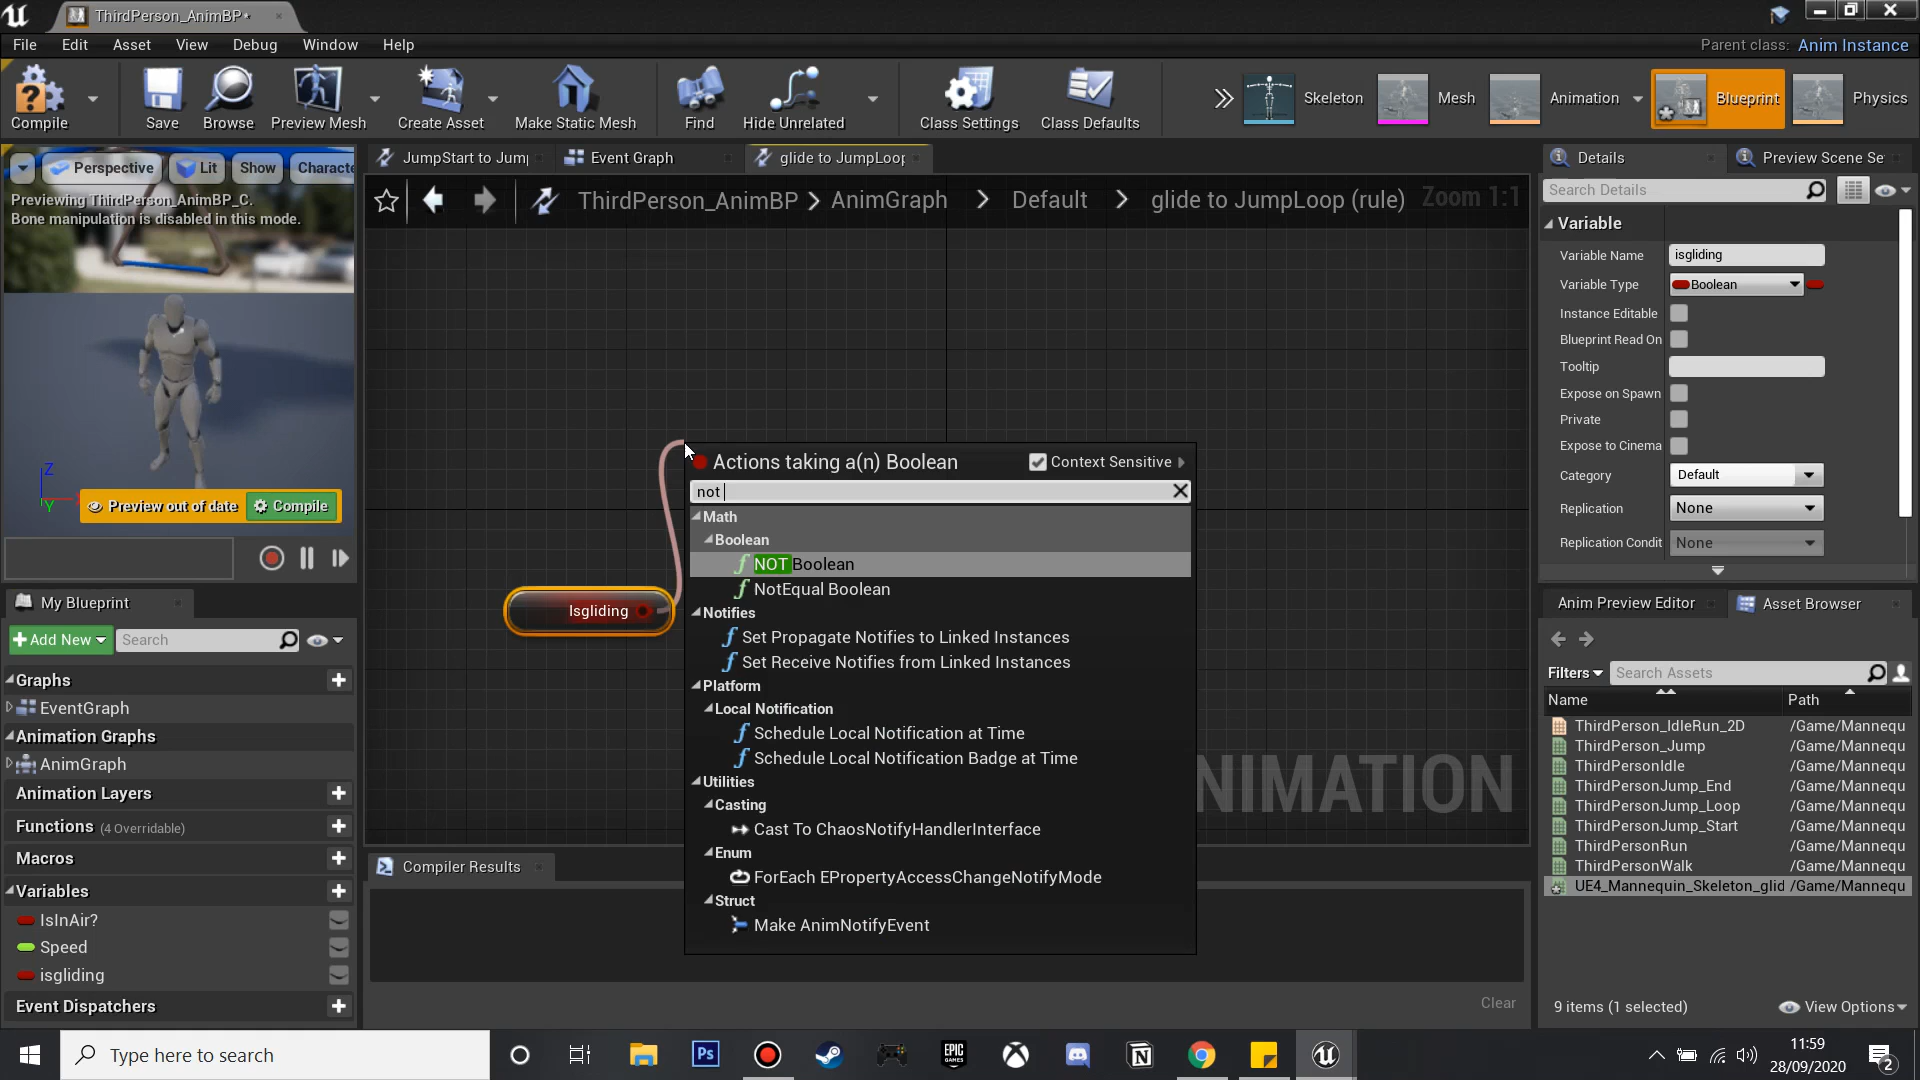 ThirdPerson_AnimBP*
File Edit Asset View Debug Window Help
Parent class: Anim Instance
Compile Save Browse Preview Mesh Create Asset Make Static Mesh Find Hide Unrelated Class Settings Class Defaults
Skeleton Mesh Animation Blueprint Physics
Perspective Lit Show Characte
Previewing ThirdPerson_AnimBP_C.
Bone manipulation is disabled in this mode.
Z
Y
Preview out of date Compile
JumpStart to Jum Event Graph glide to JumpLoop
ThirdPerson_AnimBP > AnimGraph > Default > glide to JumpLoop (rule)
Zoom 1:1
Isgliding
Actions taking a(n) Boolean Context Sensitive
not
Math
Boolean
NOT Boolean
NotEqual Boolean
Notifies
Set Propagate Notifies to Linked Instances
Set Receive Notifies from Linked Instances
Platform
Local Notification
Schedule Local Notification at Time
Schedule Local Notification Badge at Time
Utilities
Casting
Cast To ChaosNotifyHandlerInterface
Enum
ForEach EPropertyAccessChangeNotifyMode
Struct
Make AnimNotifyEvent
NIMATION
Compiler Results
Clear
My Blueprint
Add New Search
Graphs
EventGraph
Animation Graphs
AnimGraph
Animation Layers
Functions (4 Overridable)
Macros
Variables
IsInAir?
Speed
isgliding
Event Dispatchers
Details Preview Scene Se
Search Details
Variable
Variable Name isgliding
Variable Type Boolean
Instance Editable
Blueprint Read On
Tooltip
Expose on Spawn
Private
Expose to Cinema
Category Default
Replication None
Replication Condit None
Anim Preview Editor Asset Browser
Filters Search Assets
Name Path
ThirdPerson_IdleRun_2D /Game/Mannequ
ThirdPerson_Jump /Game/Mannequ
ThirdPersonIdle /Game/Mannequ
ThirdPersonJump_End /Game/Mannequ
ThirdPersonJump_Loop /Game/Mannequ
ThirdPersonJump_Start /Game/Mannequ
ThirdPersonRun /Game/Mannequ
ThirdPersonWalk /Game/Mannequ
UE4_Mannequin_Skeleton_glid /Game/Mannequ
9 items (1 selected) View Options
Type here to search
Ps
EPIC GAMES
11:59
28/09/2020
2